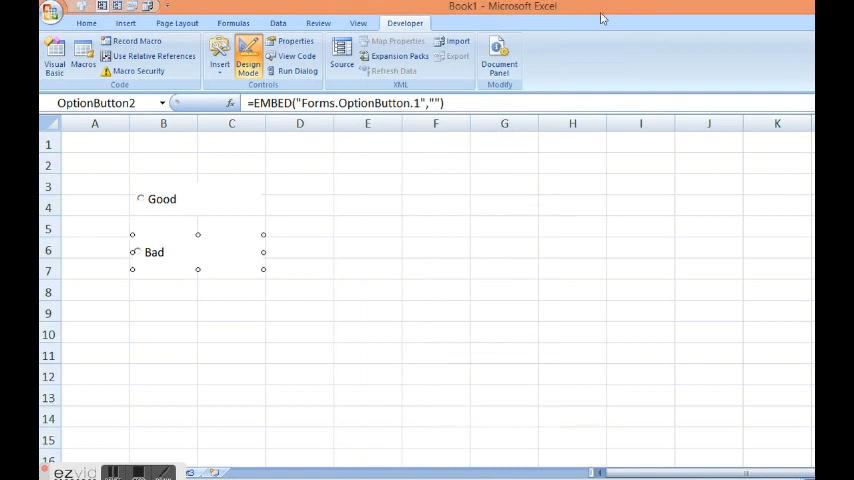 Book1 - Microsoft Excel
Home Insert Page Layout Formulas Data Review View Developer
Visual Basic
Macros
Record Macro
Use Relative References
Macro Security
Code
Insert
Design Mode
Properties
View Code
Run Dialog
Controls
Source
Map Properties
Expansion Packs
Refresh Data
Import
Export
XML
Document Panel
Modify
OptionButton2 fx =EMBED("Forms.OptionButton.1","")
A B C D E F G H I J K
1
2
3
Good
4
5
6
Bad
7
8
9
10
11
12
13
14
15
16
ezvid